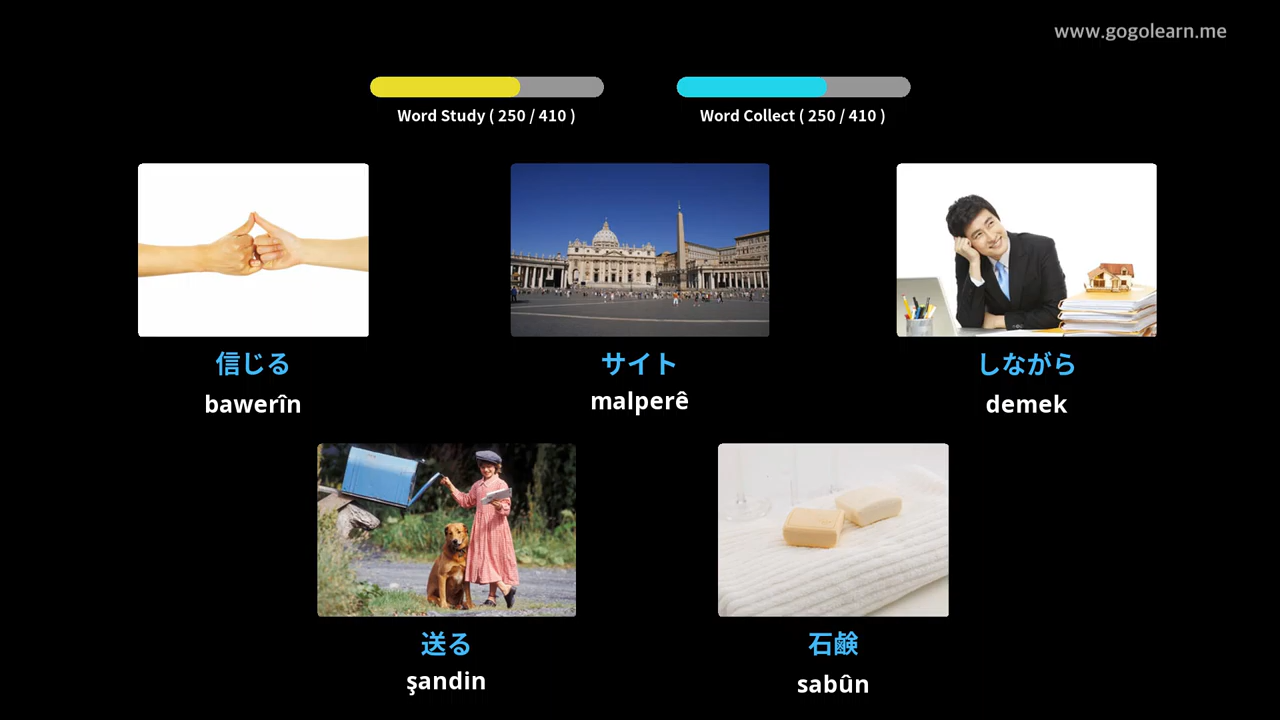 www.gogolearn.me
Word Study ( 250 / 410 )
Word Collect ( 250 / 410 )
信じる
bawerîn
サイト
malperê
しながら
demek
送る
şandin
石鹸
sabûn